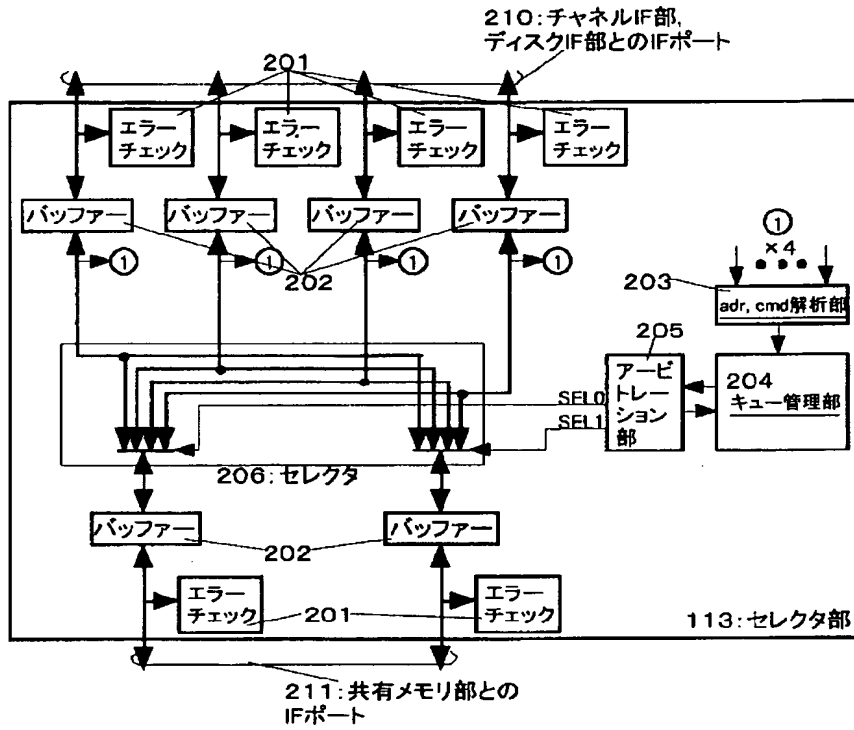 210:チャネルIF部,
ディスクIF部とのIFポート
201
エラー
チェック
エラー
チェック
エラー
チェック
エラー
チェック
バッファー
バッファー
バッファー
バッファー
①
①
①
①
202
①
×4
203
adr, cmd解析部
205
アービ
トレー
ション
部
204
キュー管理部
SEL0
SEL1
206:セレクタ
バッファー
バッファー
202
エラー
チェック
201
エラー
チェック
113:セレクタ部
211:共有メモリ部との
IFポート